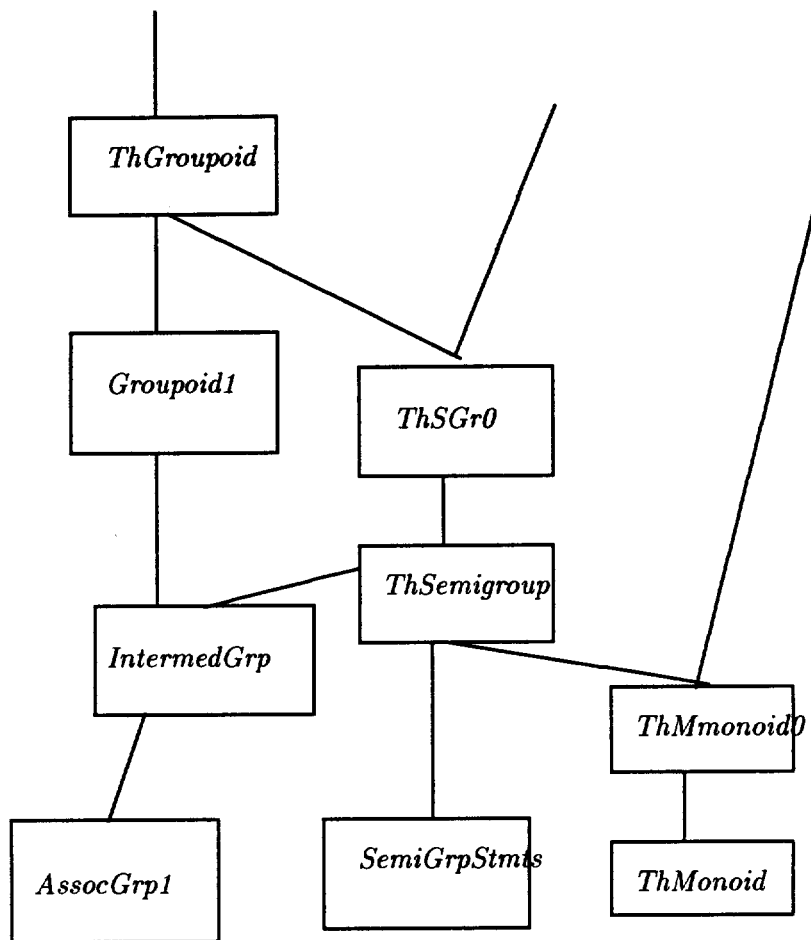 ThGroupoid
Groupoid1
ThSGr0
ThSemigroup
IntermedGrp
ThMmonoid0
SemiGrpStmts
AssocGrp1
ThMonoid